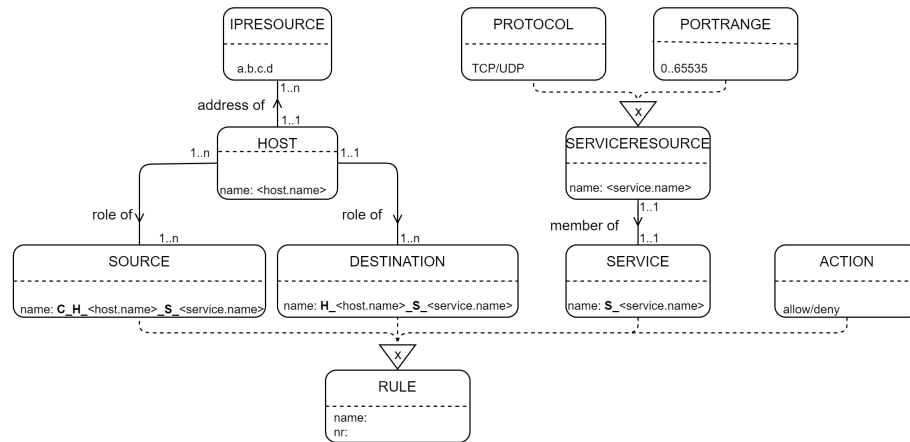 IPRESOURCE
PROTOCOL
PORTRANGE
a.b.c.d
TCP/UDP
0..65535
1..n
address of
1..1
x
HOST
SERVICERESOURCE
1..n
1..1
name: <host.name>
name: <service.name>
role of
role of
1..1
member of
1..n
1..n
1..1
SOURCE
DESTINATION
SERVICE
ACTION
name: C_H_<host.name>_S_<service.name>
name: H_<host.name>_S_<service.name>
name: S_<service.name>
allow/deny
x
RULE
name:
nr: